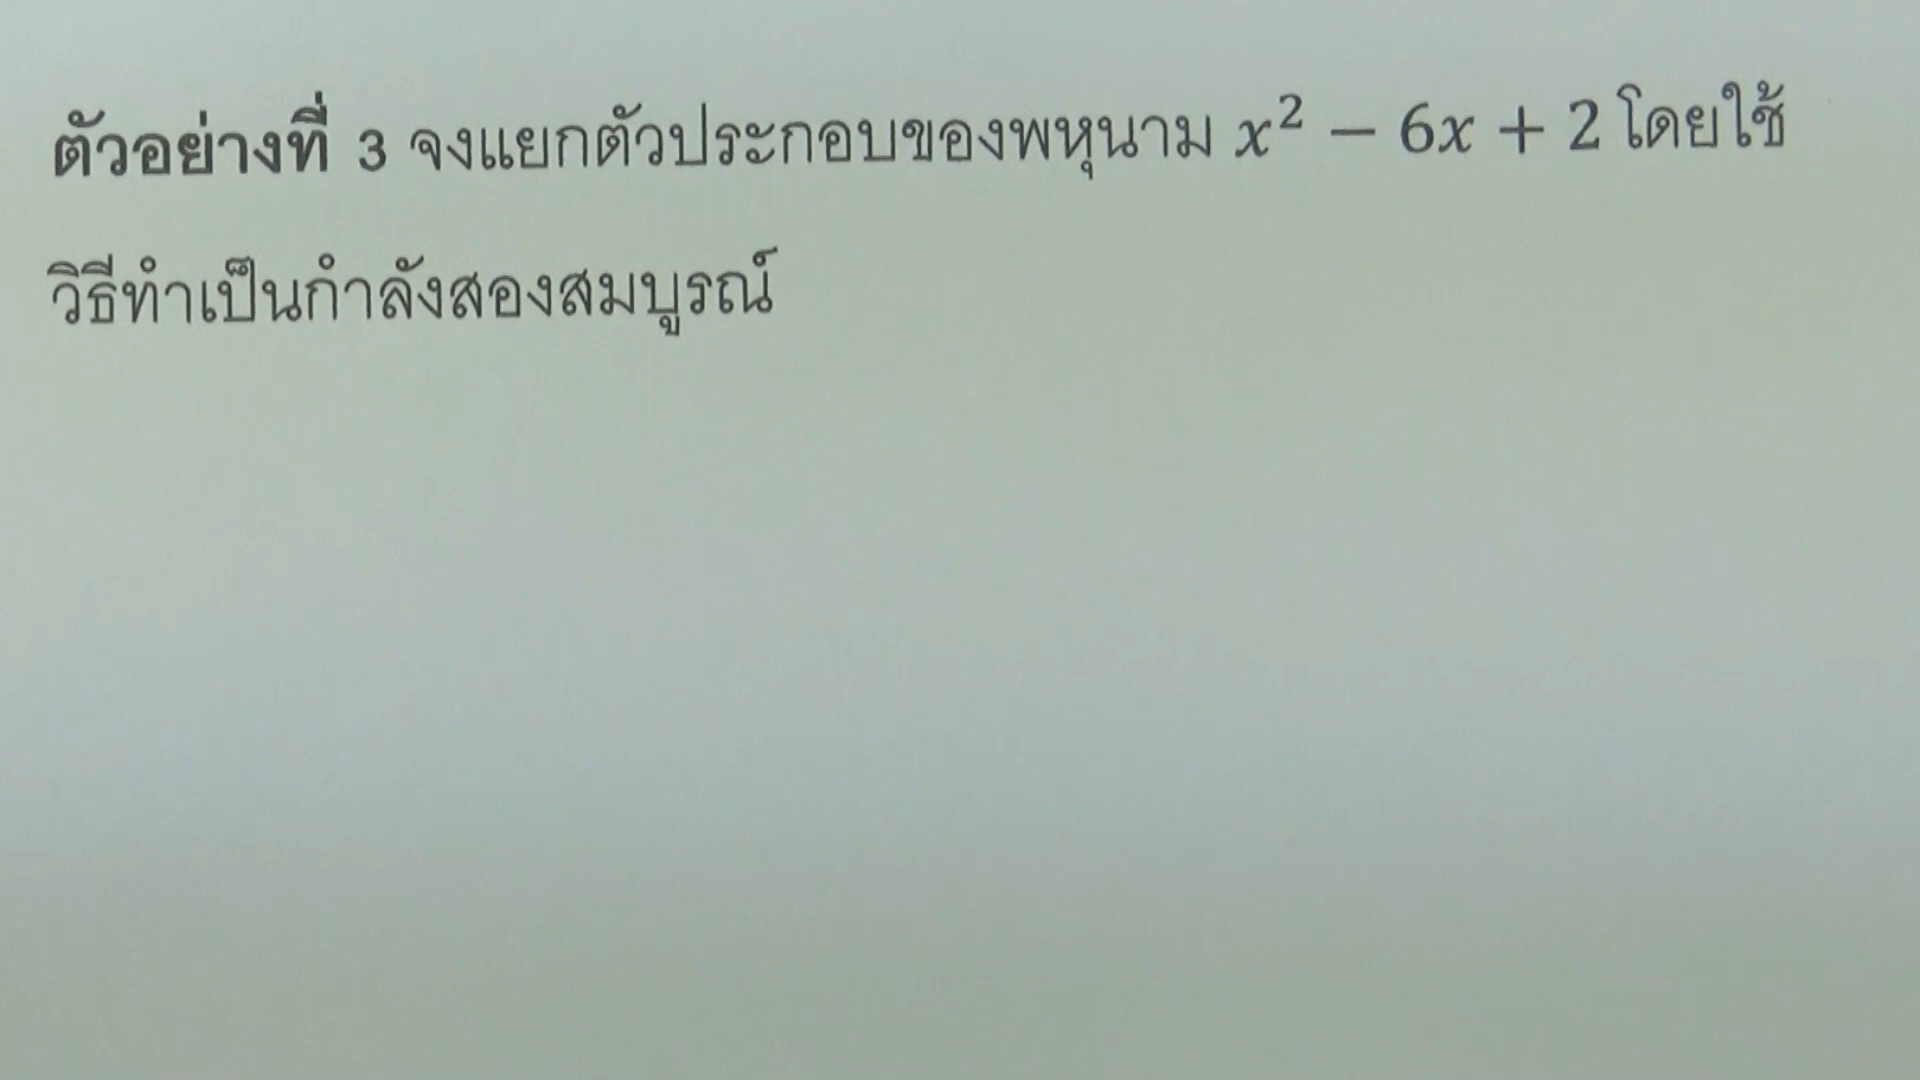 ตัวอย่างที่ 3 จงแยกตัวประกอบของพหุนาม x² − 6x + 2 โดยใช้
วิธีทำเป็นกำลังสองสมบูรณ์